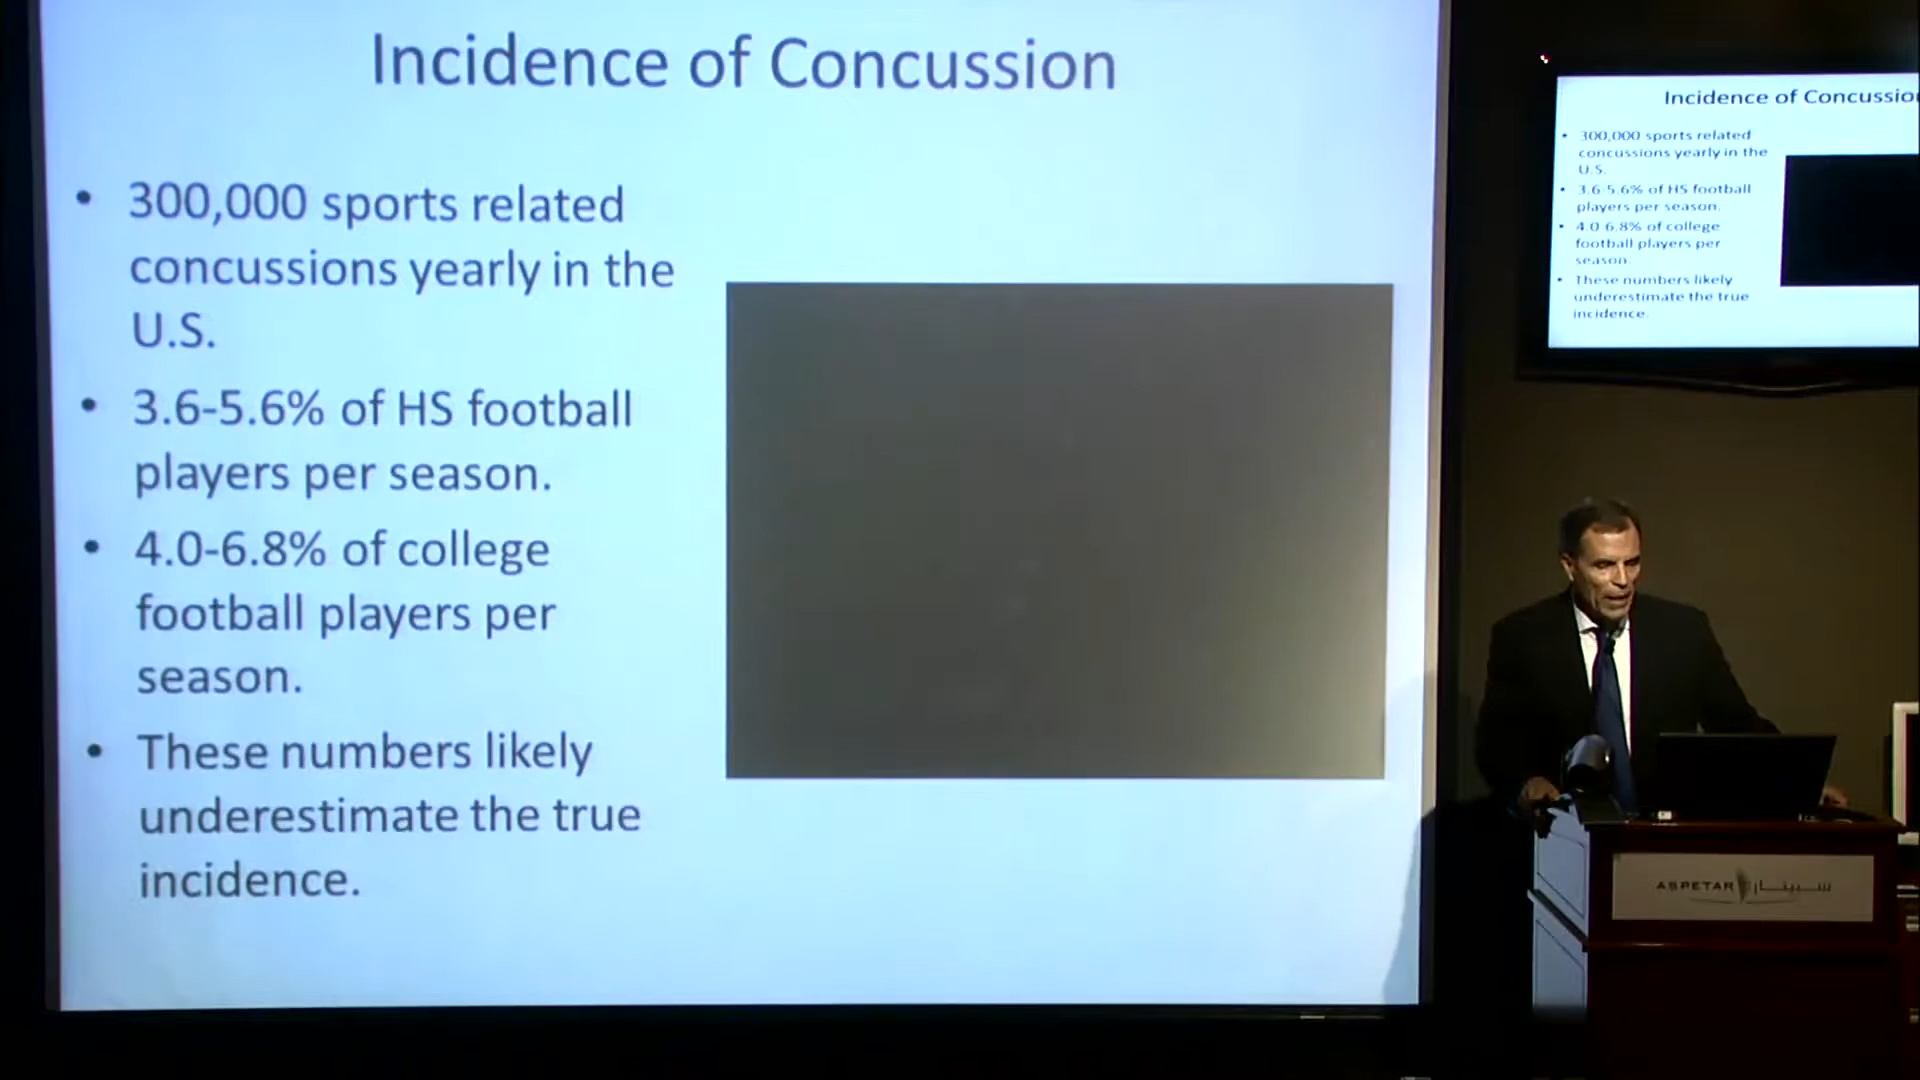 Incidence of Concussion
• 300,000 sports related
concussions yearly in the
U.S.
• 3.6-5.6% of HS football
players per season.
• 4.0-6.8% of college
football players per
season.
• These numbers likely
underestimate the true
incidence.
Incidence of Concussion
• 300,000 sports related
concussions yearly in the
U.S.
• 3.6-5.6% of HS football
players per season.
• 4.0-6.8% of college
football players per
season.
• These numbers likely
underestimate the true
incidence.
ASPETAR سبيتار